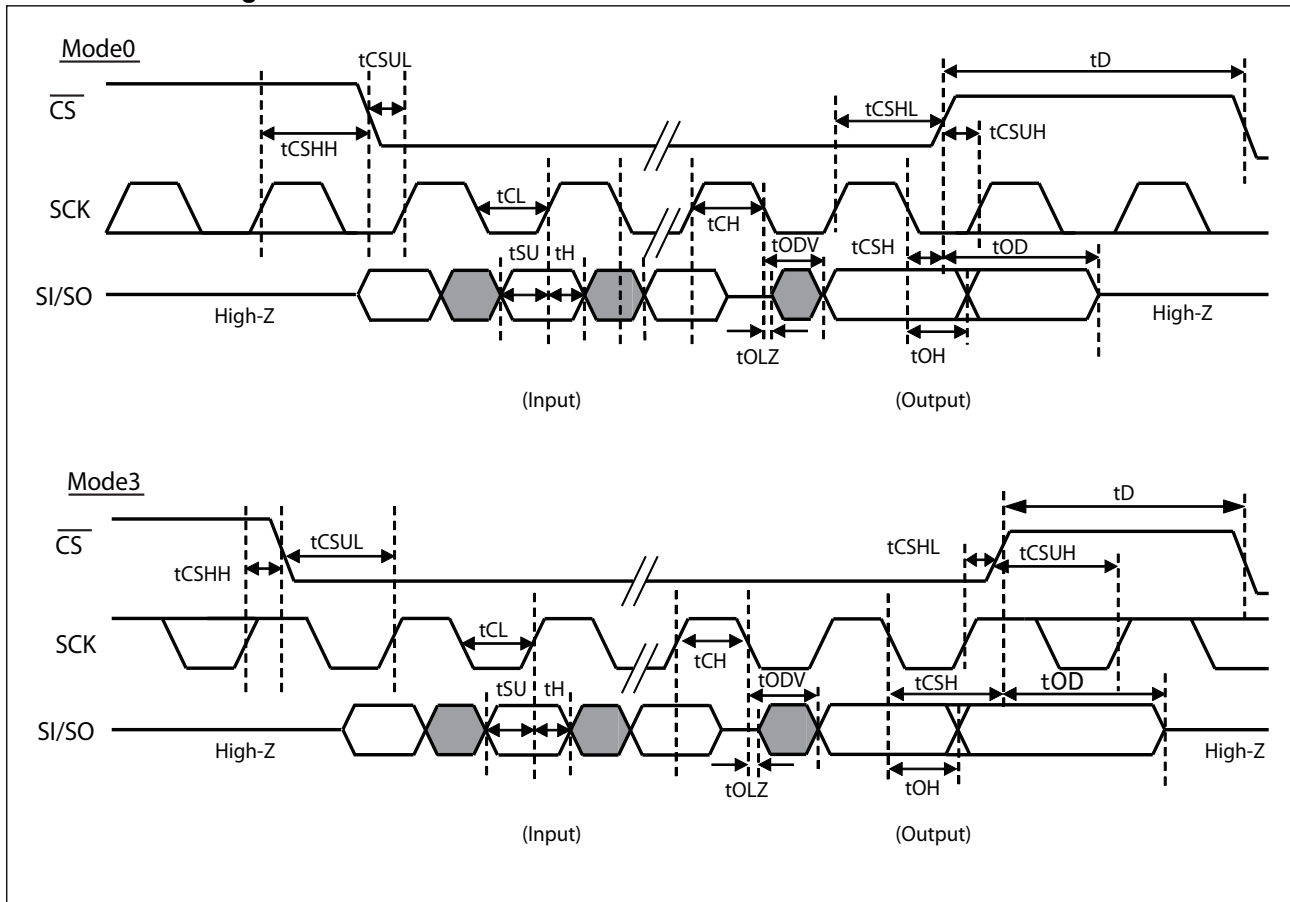 Mode0
tCSUL
tD
CS
tCSHL
tCSUH
tCSHH
SCK
tCL
tCH
tODV
tCSH
tOD
tSU
tH
SI/SO
High-Z
High-Z
tOLZ
tOH
(Input)
(Output)
Mode3
tD
CS
tCSUL
tCSHL
tCSUH
tCSHH
SCK
tCL
tCH
tODV
tCSH
tOD
tSU
tH
SI/SO
High-Z
High-Z
tOLZ
tOH
(Input)
(Output)